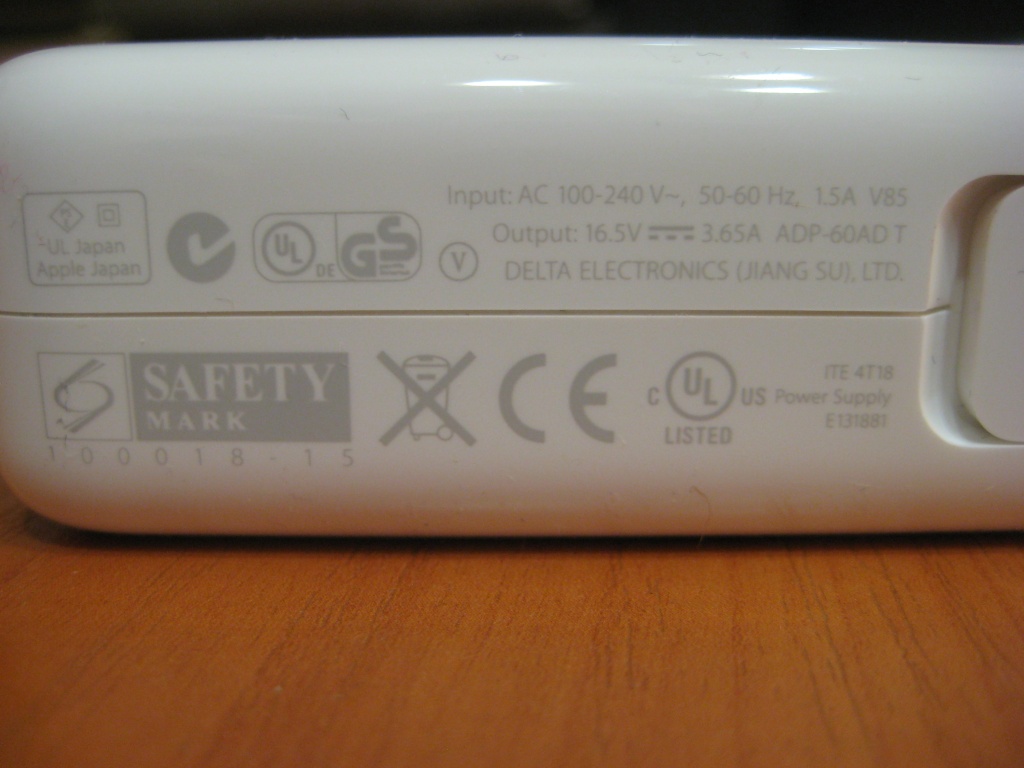 -UL Japan
Apple Japan
UL
DE
GS
V
Input: AC 100-240 V~, 50-60 Hz, 1.5A V85
Output: 16.5V ⎓ 3.65A ADP-60AD T
DELTA ELECTRONICS (JIANG SU), LTD.
SAFETY
MARK
100018-15
CE
C UL US
LISTED
ITE 4T18
Power Supply
E131881